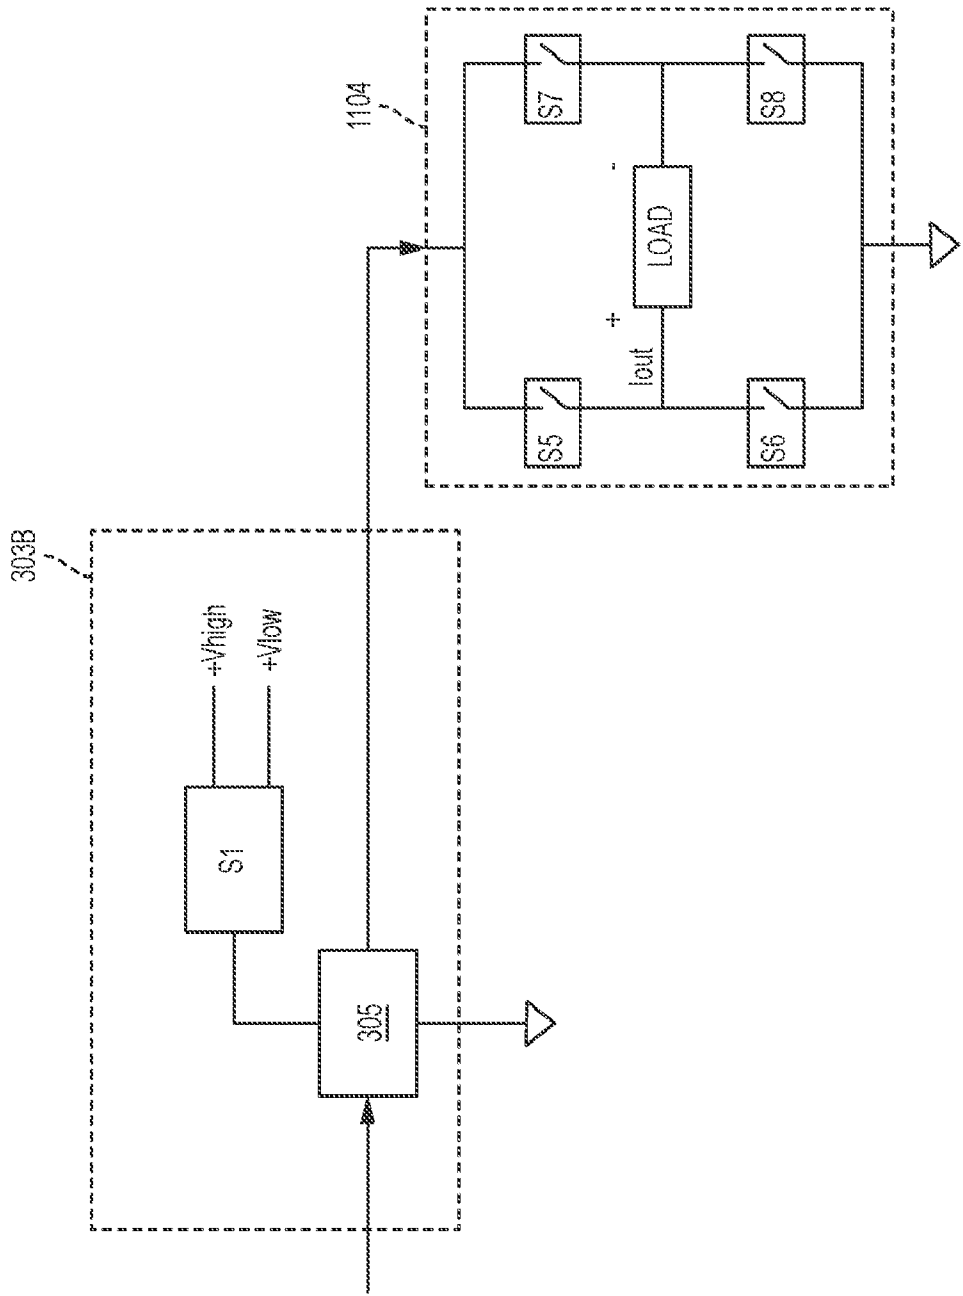 303B
+Vhigh
+Vlow
S1
305
1104
S5
S7
Iout
+
LOAD
-
S6
S8